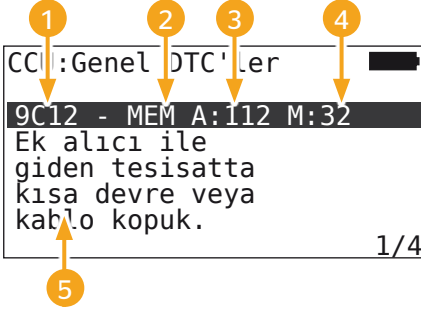 1 2 3 4
CCU:Genel DTC'ler
9C12 - MEM A:112 M:32
Ek alıcı ile
giden tesisatta
kısa devre veya
kablo kopuk.
1/4
5